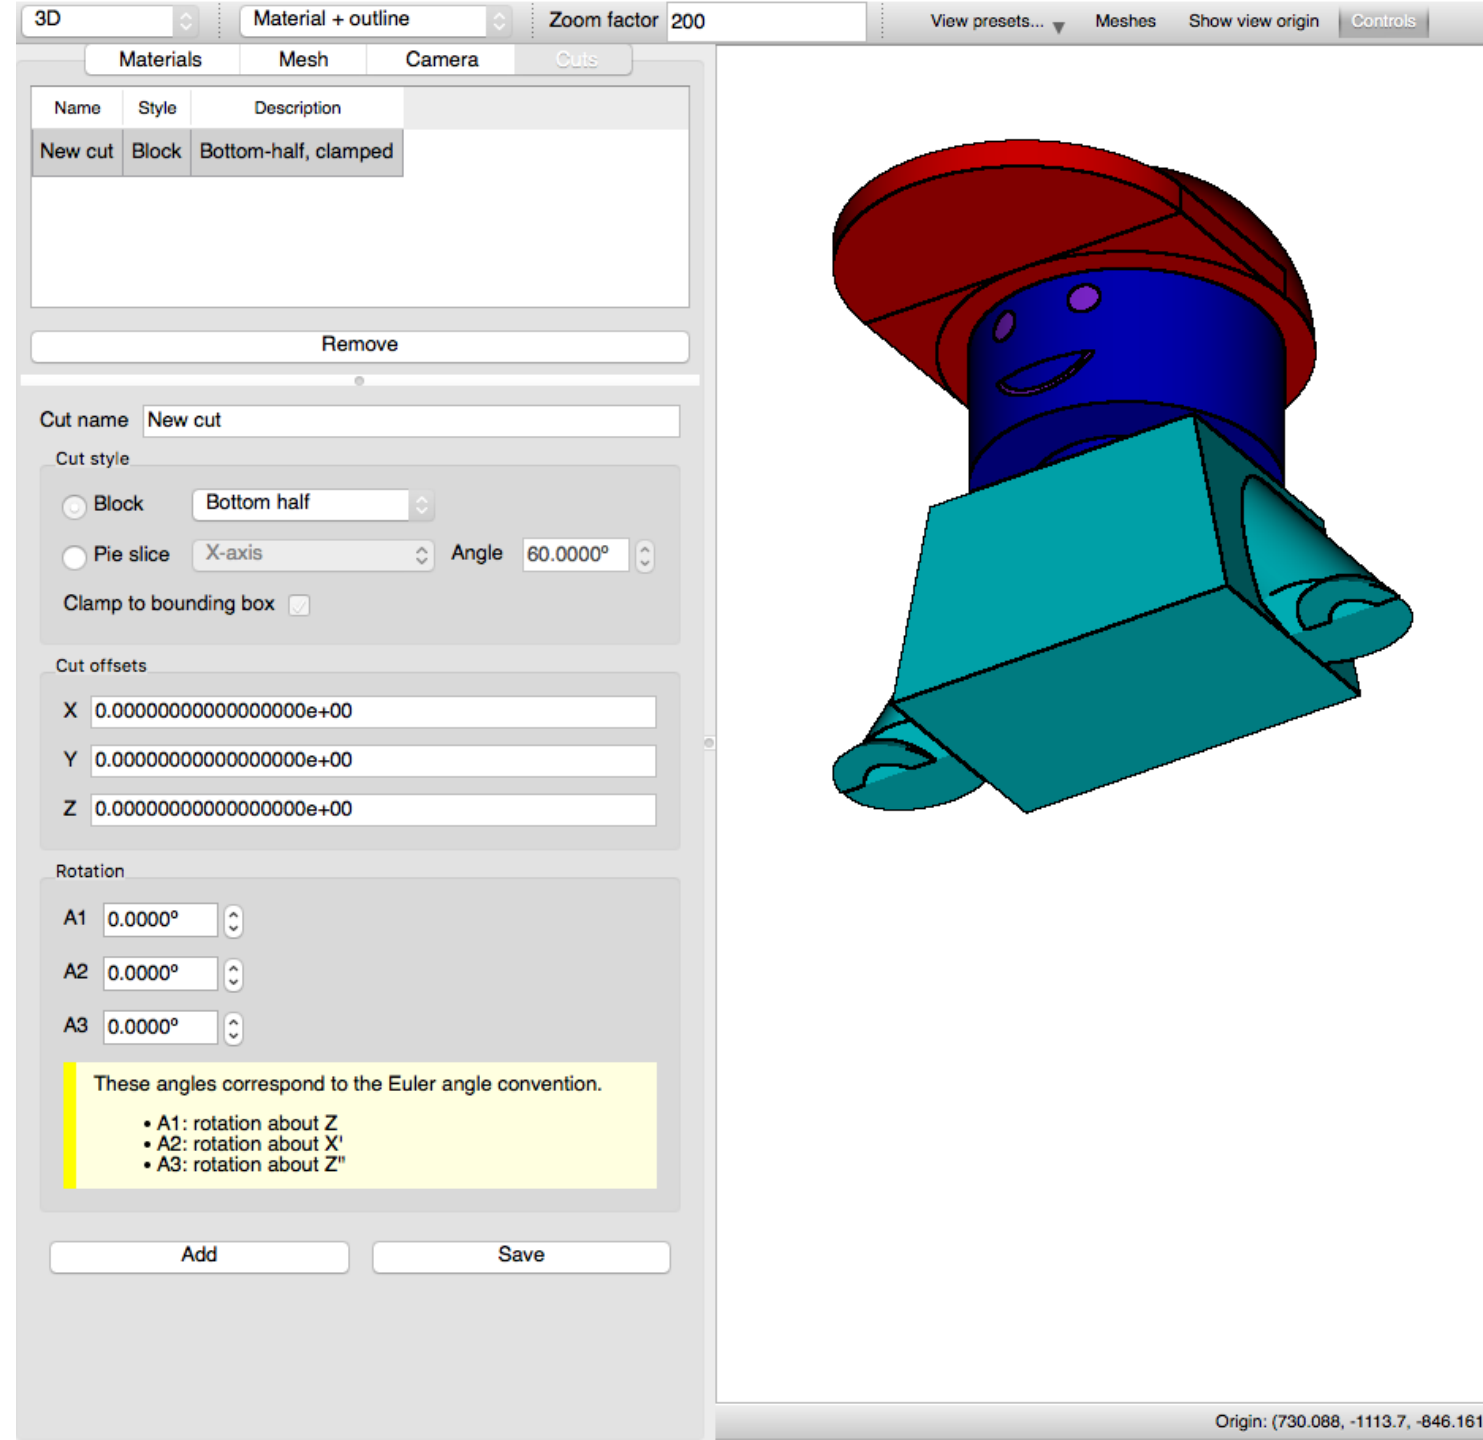 3D Material + outline Zoom factor 200 View presets... Meshes Show view origin Controls
Materials Mesh Camera Cuts
Name Style Description
New cut Block Bottom-half, clamped
Remove
Cut name New cut
Cut style
Block Bottom half
Pie slice X-axis Angle 60.0000º
Clamp to bounding box
Cut offsets
X 0.00000000000000000e+00
Y 0.00000000000000000e+00
Z 0.00000000000000000e+00
Rotation
A1 0.0000º
A2 0.0000º
A3 0.0000º
These angles correspond to the Euler angle convention.
• A1: rotation about Z
• A2: rotation about X'
• A3: rotation about Z"
Add Save
Origin: (730.088, -1113.7, -846.161